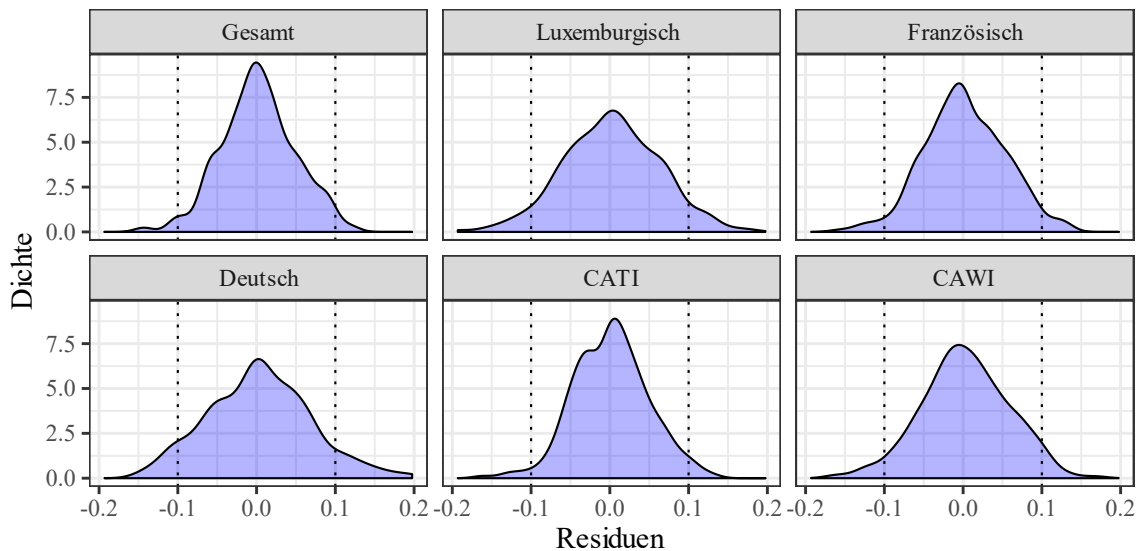 Gesamt
Luxemburgisch
Französisch
7.5
5.0
2.5
0.0
Dichte
Deutsch
CATI
CAWI
7.5
5.0
2.5
0.0
-0.2 -0.1 0.0 0.1 0.2 -0.2 -0.1 0.0 0.1 0.2 -0.2 -0.1 0.0 0.1 0.2
Residuen